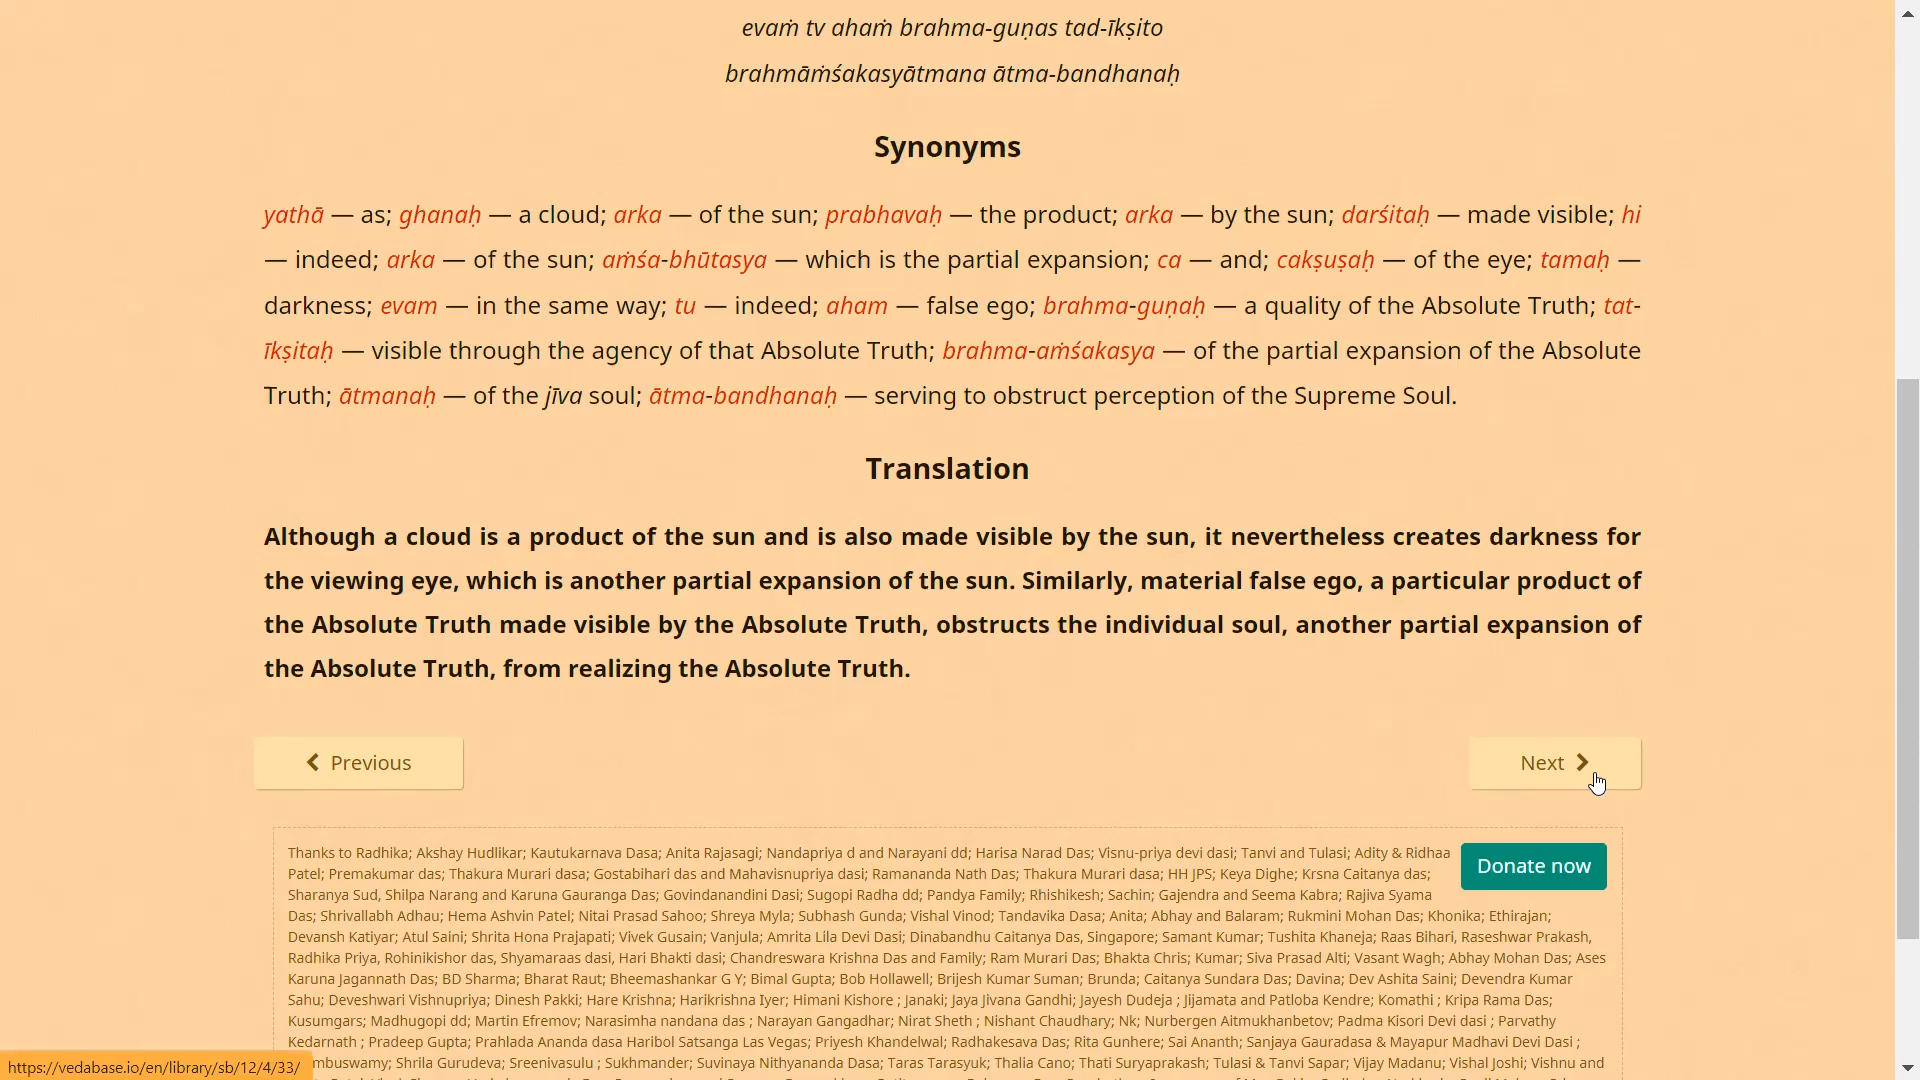 evaṁ tv ahaṁ brahma-guṇas tad-īkṣito
brahmāṁśakasyātmana ātma-bandhanaḥ
Synonyms
yathā — as; ghanaḥ — a cloud; arka — of the sun; prabhavaḥ — the product; arka — by the sun; darśitaḥ — made visible; hi
— indeed; arka — of the sun; aṁśa-bhūtasya — which is the partial expansion; ca — and; cakṣuṣaḥ — of the eye; tamaḥ —
darkness; evam — in the same way; tu — indeed; aham — false ego; brahma-guṇaḥ — a quality of the Absolute Truth; tat-
īkṣitaḥ — visible through the agency of that Absolute Truth; brahma-aṁśakasya — of the partial expansion of the Absolute
Truth; ātmanaḥ — of the jīva soul; ātma-bandhanaḥ — serving to obstruct perception of the Supreme Soul.
Translation
Although a cloud is a product of the sun and is also made visible by the sun, it nevertheless creates darkness for
the viewing eye, which is another partial expansion of the sun. Similarly, material false ego, a particular product of
the Absolute Truth made visible by the Absolute Truth, obstructs the individual soul, another partial expansion of
the Absolute Truth, from realizing the Absolute Truth.
Previous
Next
Thanks to Radhika; Akshay Hudlikar; Kautukarnava Dasa; Anita Rajasagi; Nandapriya d and Narayani dd; Harisa Narad Das; Visnu-priya devi dasi; Tanvi and Tulasi; Adity & Ridhaa
Donate now
Patel; Premakumar das; Thakura Murari dasa; Gostabihari das and Mahavisnupriya dasi; Ramananda Nath Das; Thakura Murari dasa; HH JPS; Keya Dighe; Krsna Caitanya das;
Sharanya Sud, Shilpa Narang and Karuna Gauranga Das; Govindanandini Dasi; Sugopi Radha dd; Pandya Family; Rhishikesh; Sachin; Gajendra and Seema Kabra; Rajiva Syama
Das; Shrivallabh Adhau; Hema Ashvin Patel; Nitai Prasad Sahoo; Shreya Myla; Subhash Gunda; Vishal Vinod; Tandavika Dasa; Anita; Abhay and Balaram; Rukmini Mohan Das; Khonika; Ethirajan;
Devansh Katiyar; Atul Saini; Shrita Hona Prajapati; Vivek Gusain; Vanjula; Amrita Lila Devi Dasi; Dinabandhu Caitanya Das, Singapore; Samant Kumar; Tushita Khaneja; Raas Bihari, Raseshwar Prakash,
Radhika Priya, Rohinikishor das, Shyamaraas dasi, Hari Bhakti dasi; Chandreswara Krishna Das and Family; Ram Murari Das; Bhakta Chris; Kumar; Siva Prasad Alti; Vasant Wagh; Abhay Mohan Das; Ases
Karuna Jagannath Das; BD Sharma; Bharat Raut; Bheemashankar G Y; Bimal Gupta; Bob Hollawell; Brijesh Kumar Suman; Brunda; Caitanya Sundara Das; Davina; Dev Ashita Saini; Devendra Kumar
Sahu; Deveshwari Vishnupriya; Dinesh Pakki; Hare Krishna; Harikrishna Iyer; Himani Kishore ; Janaki; Jaya Jivana Gandhi; Jayesh Dudeja ; Jijamata and Patloba Kendre; Komathi ; Kripa Rama Das;
Kusumgars; Madhugopi dd; Martin Efremov; Narasimha nandana das ; Narayan Gangadhar; Nirat Sheth ; Nishant Chaudhary; Nk; Nurbergen Aitmukhanbetov; Padma Kisori Devi dasi ; Parvathy
Kedarnath ; Pradeep Gupta; Prahlada Ananda dasa Haribol Satsanga Las Vegas; Priyesh Khandelwal; Radhakesava Das; Rita Gunhere; Sai Ananth; Sanjaya Gauradasa & Mayapur Madhavi Devi Dasi ;
mbuswamy; Shrila Gurudeva; Sreenivasulu ; Sukhmander; Suvinaya Nithyananda Dasa; Taras Tarasyuk; Thalia Cano; Thati Suryaprakash; Tulasi & Tanvi Sapar; Vijay Madanu; Vishal Joshi; Vishnu and
https://vedabase.io/en/library/sb/12/4/33/